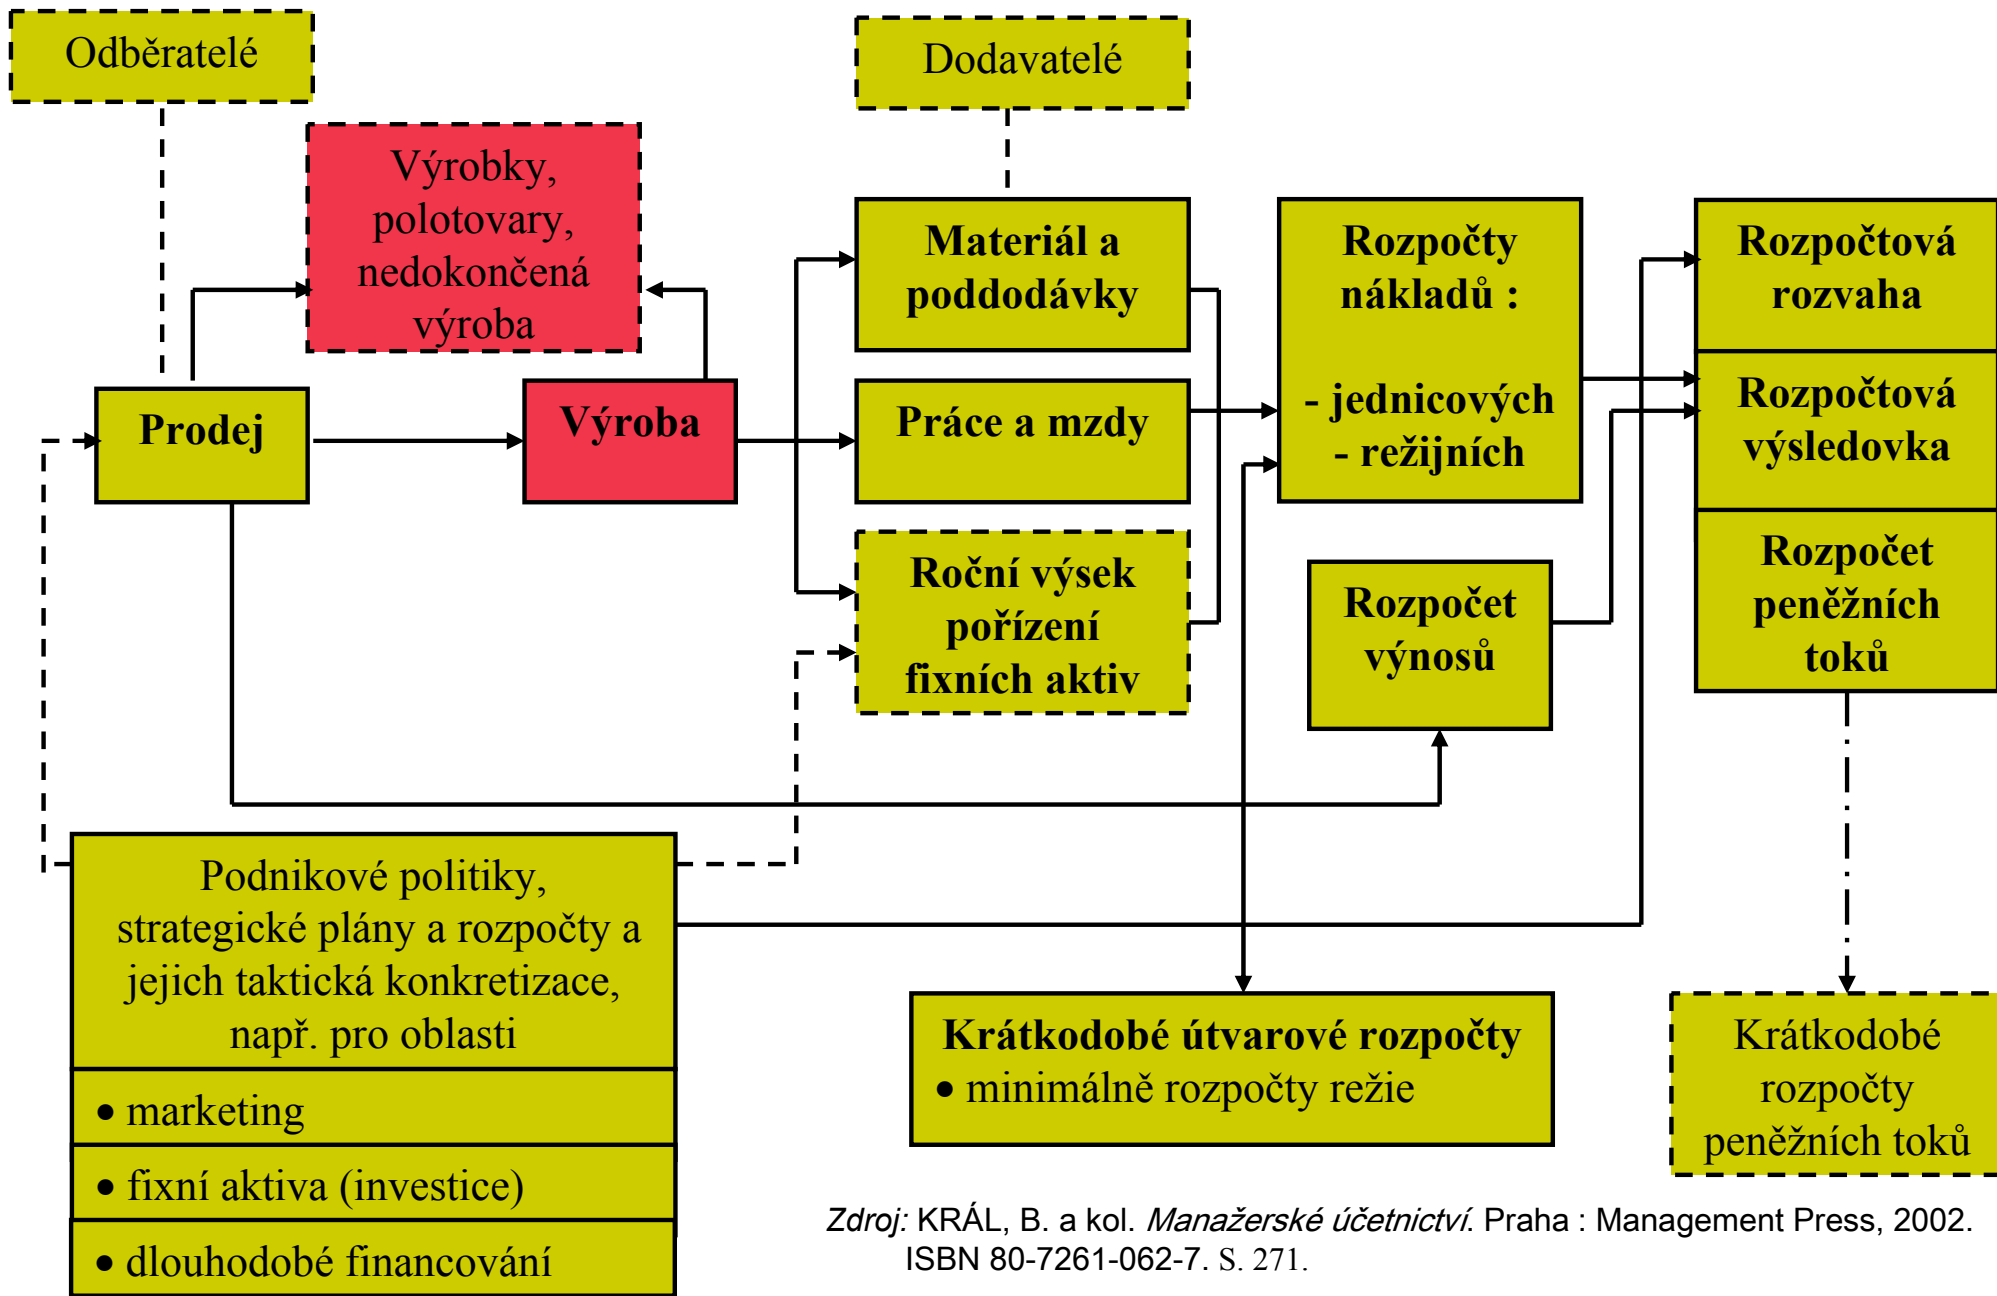 Odběratelé
Dodavatelé
Výrobky,
polotovary,
nedokončená
výroba
Materiál a
poddodávky
Rozpočty
nákladů :
- jednicových
- režijních
Rozpočtová
rozvaha
Prodej
Výroba
Práce a mzdy
Rozpočtová
výsledovka
Roční výsek
pořízení
fixních aktiv
Rozpočet
výnosů
Rozpočet
peněžních
toků
Podnikové politiky,
strategické plány a rozpočty a
jejich taktická konkretizace,
např. pro oblasti
• marketing
• fixní aktiva (investice)
• dlouhodobé financování
Krátkodobé útvarové rozpočty
• minimálně rozpočty režie
Krátkodobé
rozpočty
peněžních toků
Zdroj: KRÁL, B. a kol. Manažerské účetnictví. Praha : Management Press, 2002.
ISBN 80-7261-062-7. S. 271.